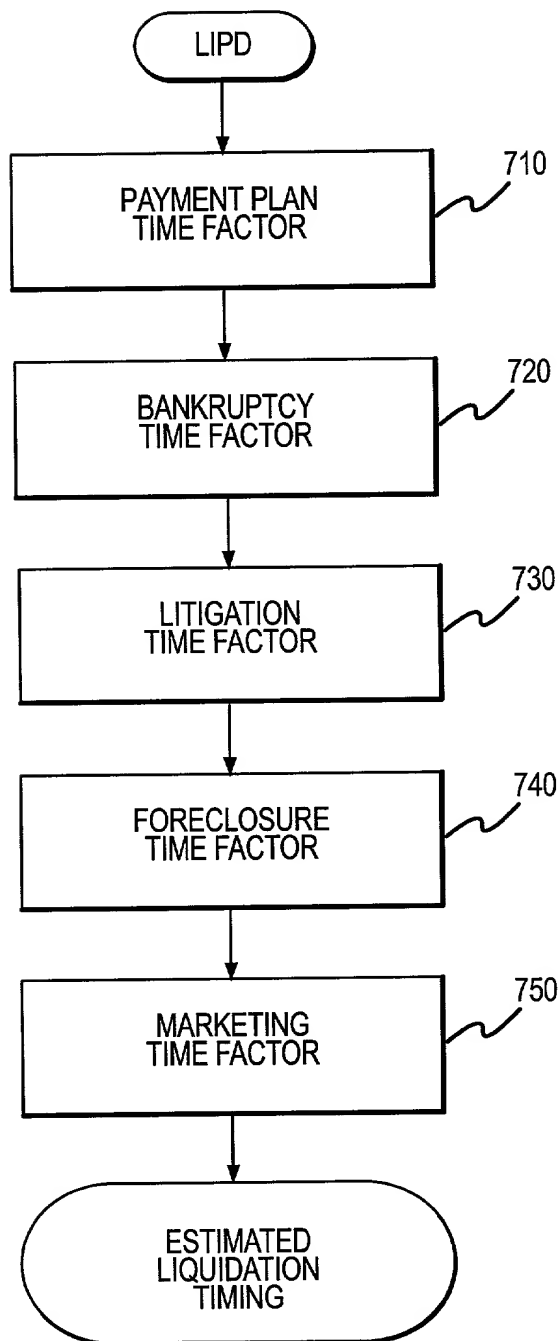 LIPD
710
PAYMENT PLAN
TIME FACTOR
720
BANKRUPTCY
TIME FACTOR
730
LITIGATION
TIME FACTOR
740
FORECLOSURE
TIME FACTOR
750
MARKETING
TIME FACTOR
ESTIMATED
LIQUIDATION
TIMING